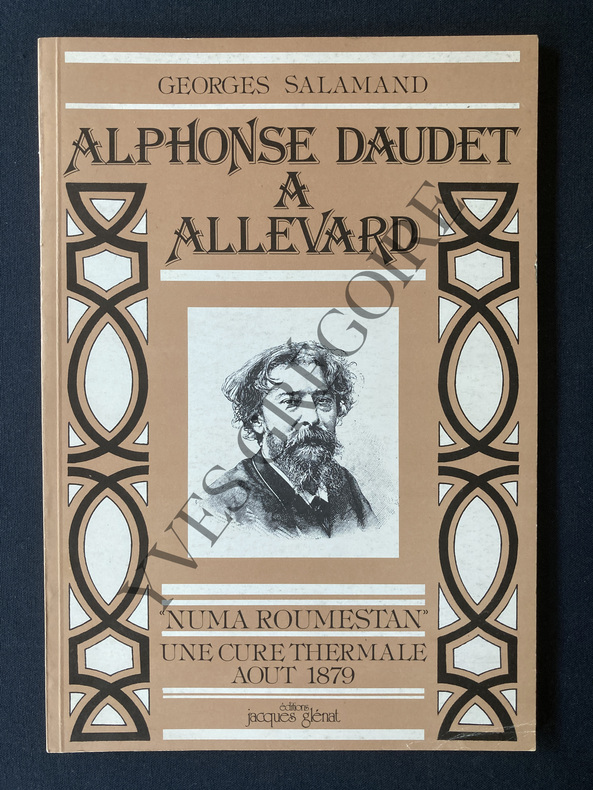 GEORGES SALAMAND
ALPHONSE DAUDET
A
ALLEVARD
YVES GRÉGOIRE
"NUMA ROUMESTAN"
UNE CURE THERMALE
AOUT 1879
éditions
jacques glénat